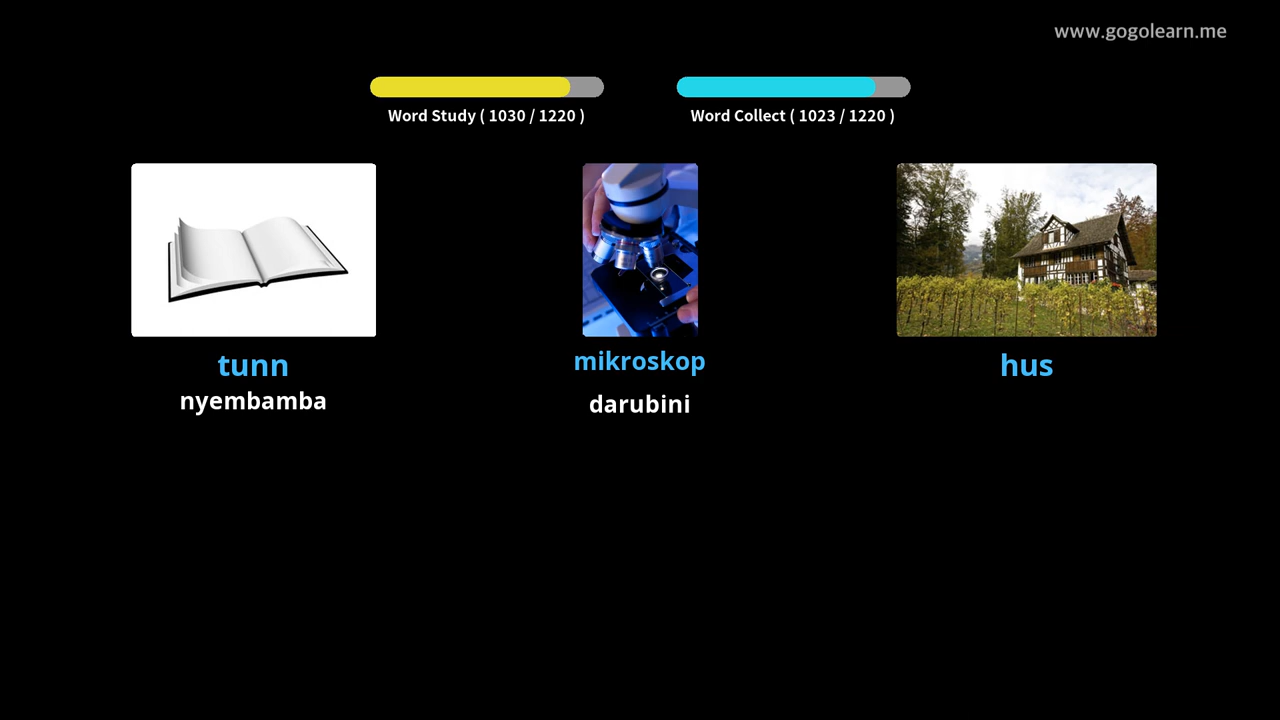 www.gogolearn.me
Word Study ( 1030 / 1220 )
Word Collect ( 1023 / 1220 )
tunn
nyembamba
mikroskop
darubini
hus